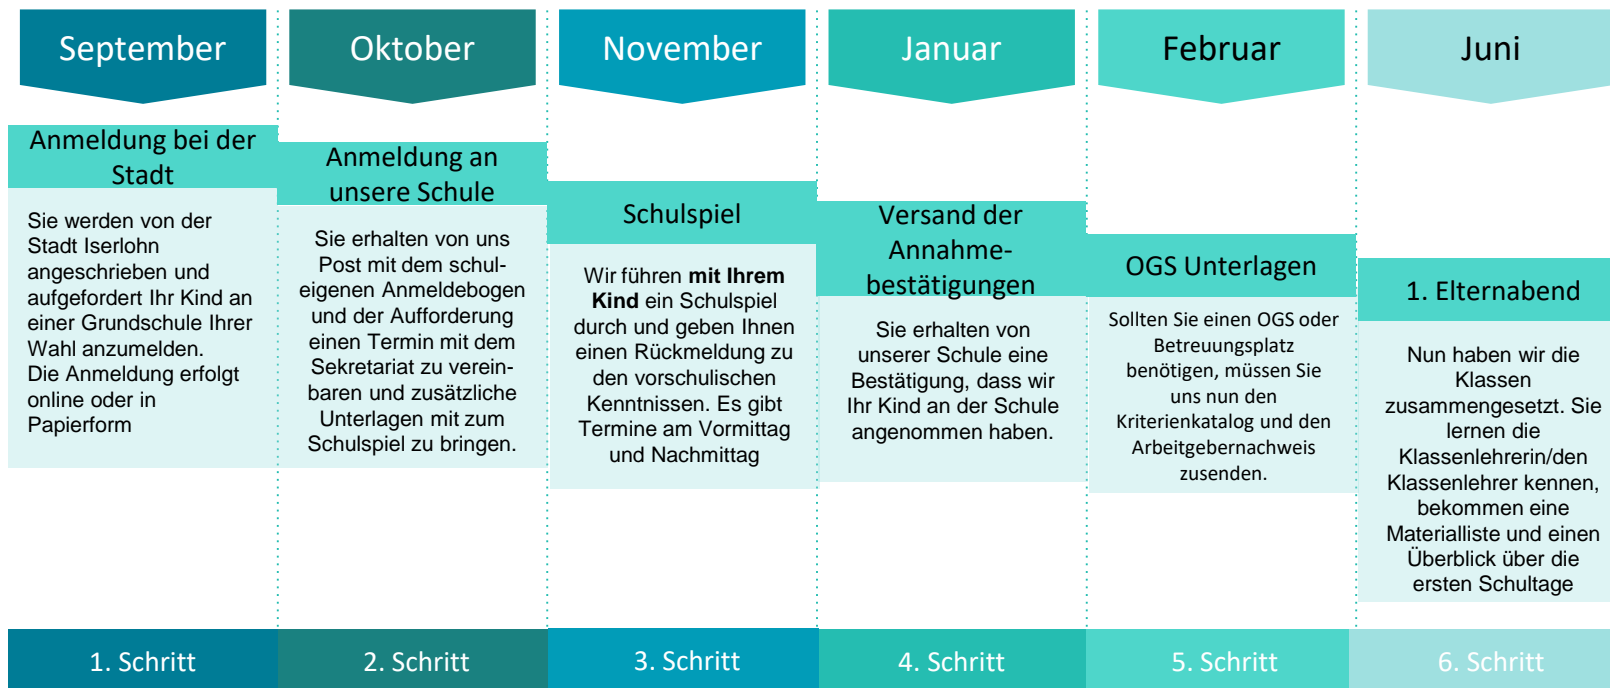 September
Anmeldung bei der
Stadt
Sie werden von der
Stadt Iserlohn
angeschrieben und
aufgefordert Ihr Kind an
einer Grundschule Ihrer
Wahl anzumelden.
Die Anmeldung erfolgt
online oder in
Papierform
1. Schritt
Oktober
Anmeldung an
unsere Schule
Sie erhalten von uns
Post mit dem schul-
eigenen Anmeldebogen
und der Aufforderung
einen Termin mit dem
Sekretariat zu verein-
baren und zusätzliche
Unterlagen mit zum
Schulspiel zu bringen.
2. Schritt
November
Schulspiel
Wir führen mit Ihrem
Kind ein Schulspiel
durch und geben Ihnen
einen Rückmeldung zu
den vorschulischen
Kenntnissen. Es gibt
Termine am Vormittag
und Nachmittag
3. Schritt
Januar
Versand der
Annahme-
bestätigungen
Sie erhalten von
unserer Schule eine
Bestätigung, dass wir
Ihr Kind an der Schule
angenommen haben.
4. Schritt
Februar
OGS Unterlagen
Sollten Sie einen OGS oder
Betreuungsplatz
benötigen, müssen Sie
uns nun den
Kriterienkatalog und den
Arbeitgebernachweis
zusenden.
5. Schritt
Juni
1. Elternabend
Nun haben wir die
Klassen
zusammengesetzt. Sie
lernen die
Klassenlehrerin/den
Klassenlehrer kennen,
bekommen eine
Materialliste und einen
Überblick über die
ersten Schultage
6. Schritt